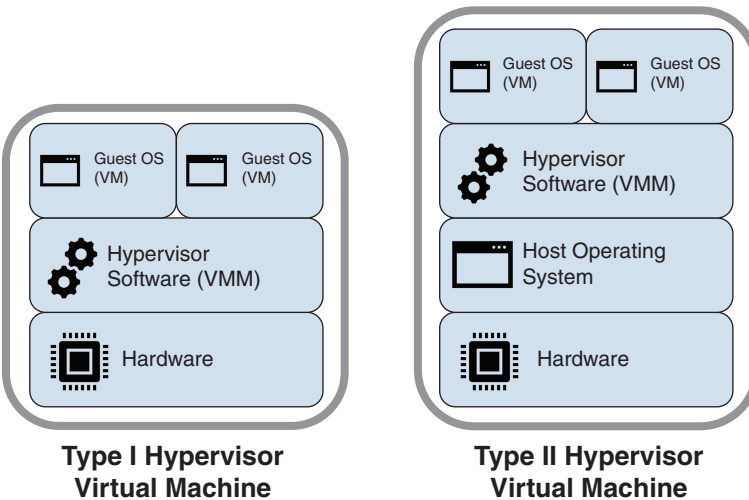 Guest OS
(VM)
Guest OS
(VM)
Hypervisor
Software (VMM)
Hardware
Type I Hypervisor
Virtual Machine
Guest OS
(VM)
Guest OS
(VM)
Hypervisor
Software (VMM)
Host Operating
System
Hardware
Type II Hypervisor
Virtual Machine